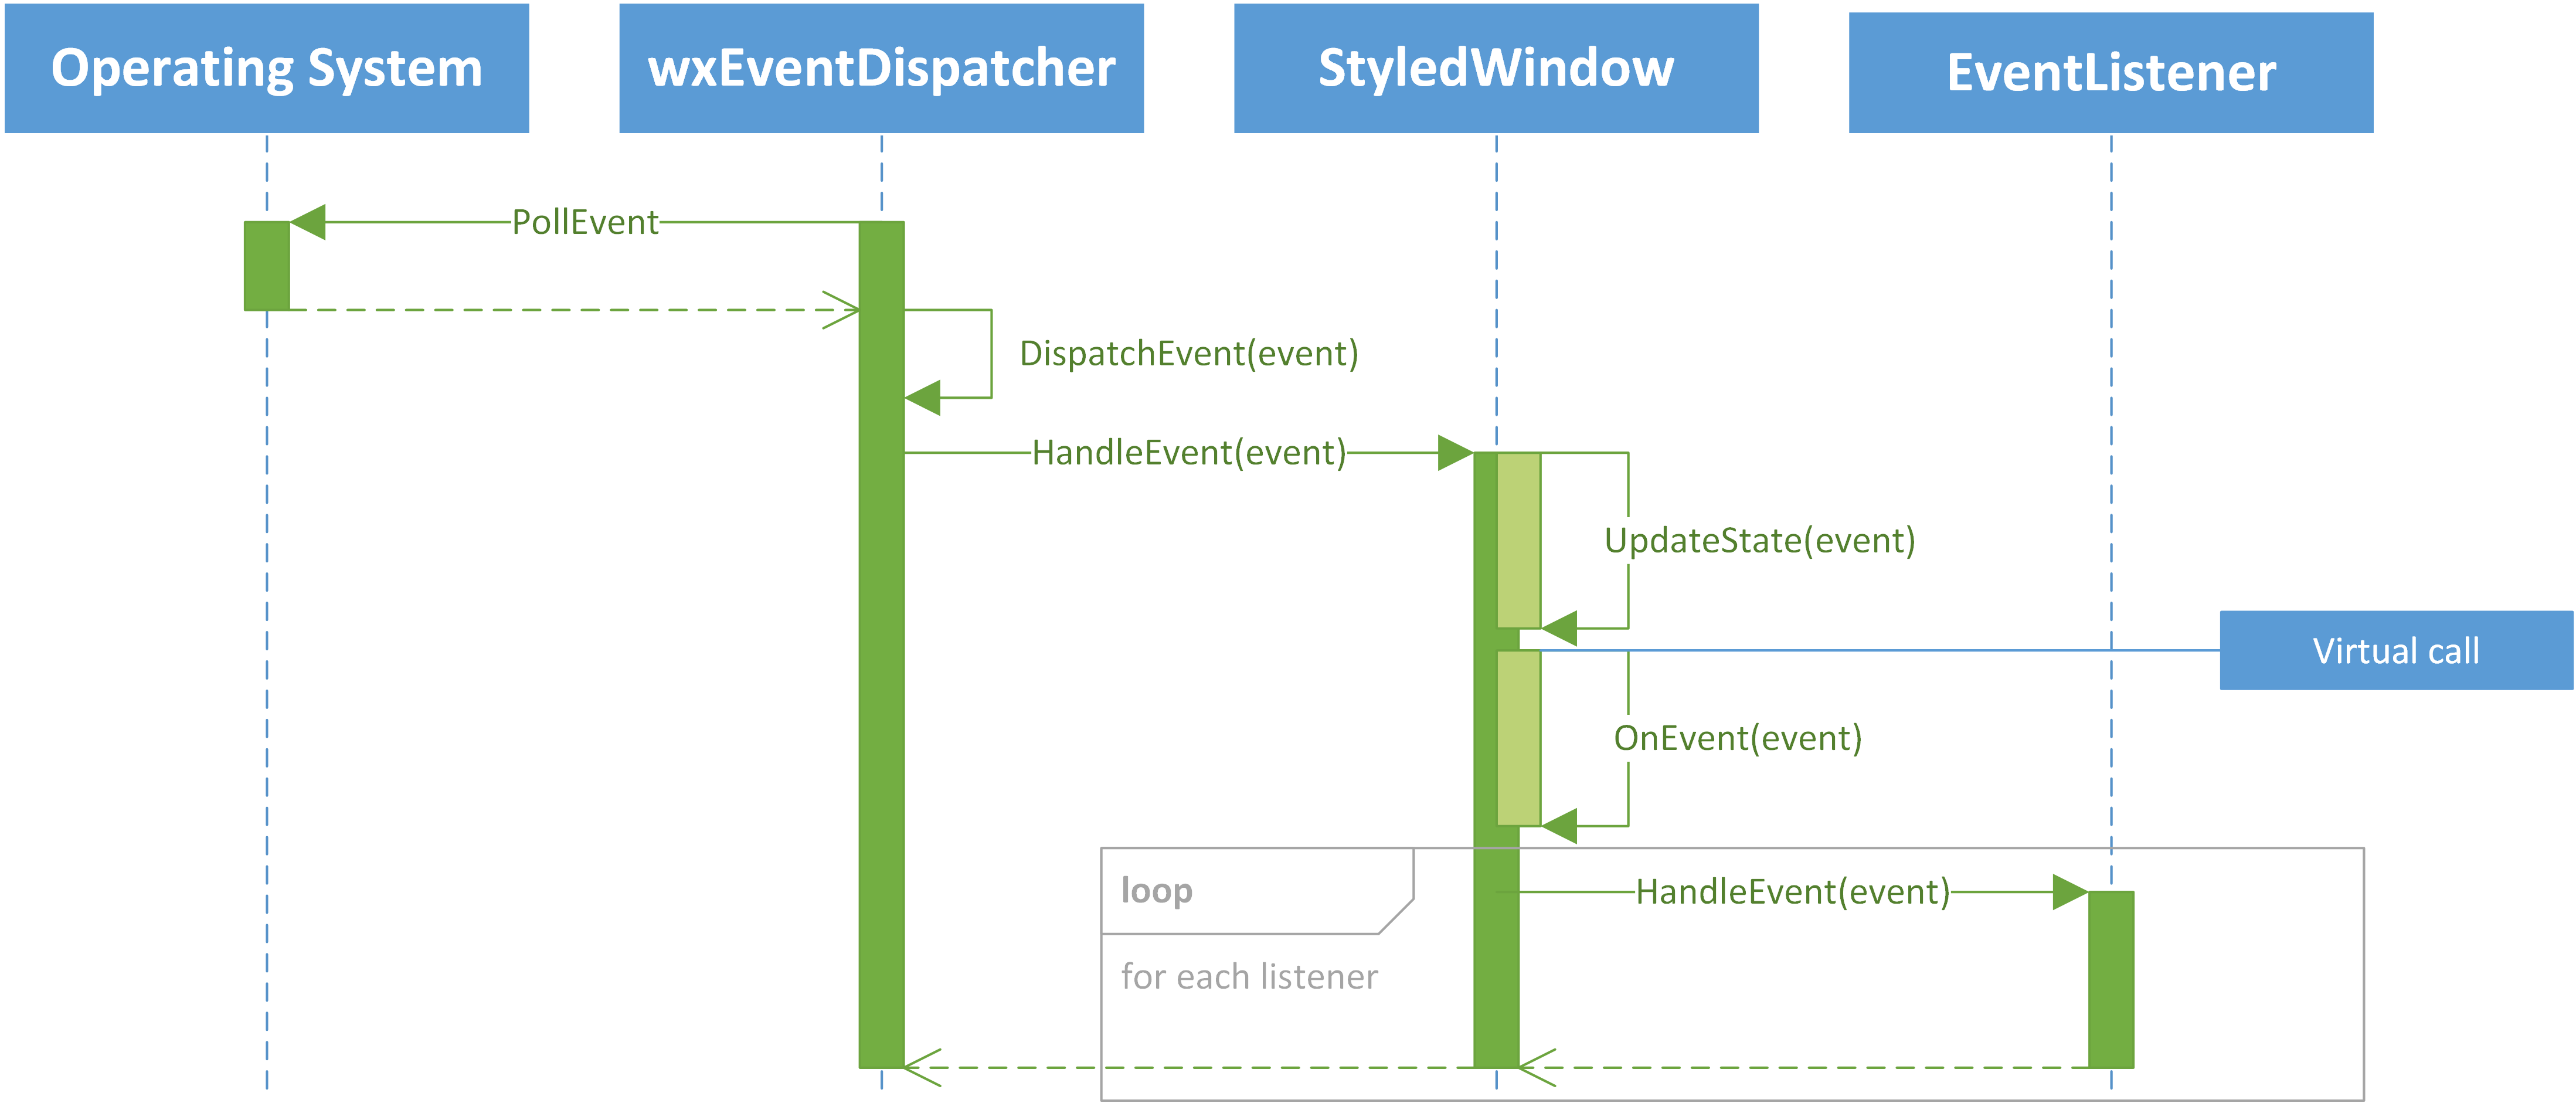 Operating System
wxEventDispatcher
StyledWindow
EventListener
PollEvent
DispatchEvent(event)
HandleEvent(event)
UpdateState(event)
Virtual call
OnEvent(event)
loop
HandleEvent(event)
for each listener